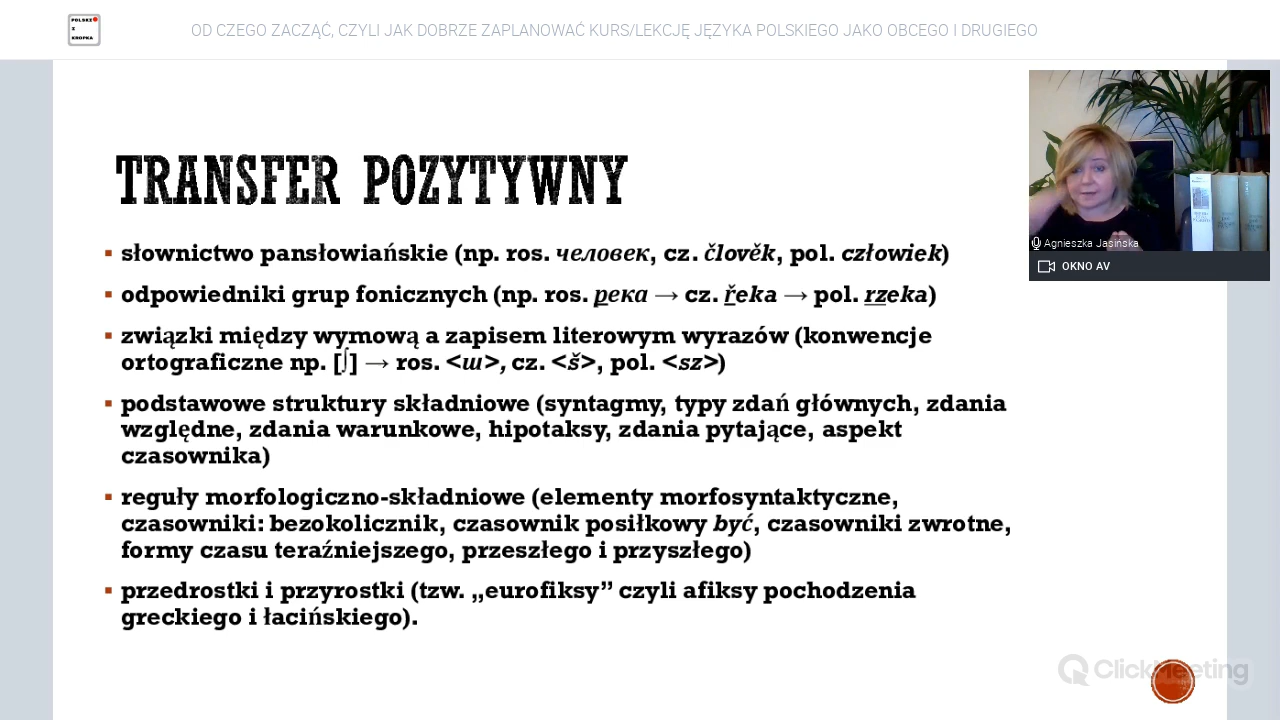 POLSKI
Z
KROPKA
OD CZEGO ZACZĄĆ, CZYLI JAK DOBRZE ZAPLANOWAĆ KURS/LEKCJĘ JĘZYKA POLSKIEGO JAKO OBCEGO I DRUGIEGO
TRANSFER POZYTYWNY
▪ słownictwo pansłowiańskie (np. ros. человек, cz. člověk, pol. człowiek)
▪ odpowiedniki grup fonicznych (np. ros. река → cz. řeka → pol. rzeka)
▪ związki między wymową a zapisem literowym wyrazów (konwencje
ortograficzne np. [ʃ] → ros. <ш>, cz. <š>, pol. <sz>)
▪ podstawowe struktury składniowe (syntagmy, typy zdań głównych, zdania
względne, zdania warunkowe, hipotaksy, zdania pytające, aspekt
czasownika)
▪ reguły morfologiczno-składniowe (elementy morfosyntaktyczne,
czasowniki: bezokolicznik, czasownik posiłkowy być, czasowniki zwrotne,
formy czasu teraźniejszego, przeszłego i przyszłego)
▪ przedrostki i przyrostki (tzw. „eurofiksy” czyli afiksy pochodzenia
greckiego i łacińskiego).
Agnieszka Jasińska
OKNO AV
ClickMeeting